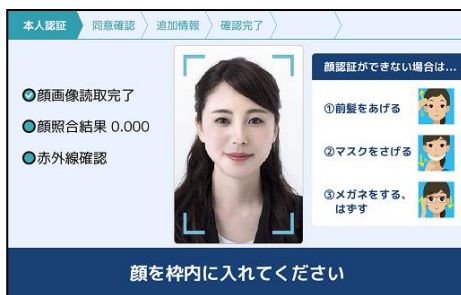 本人認証
同意確認
追加情報
確認完了
顔画像読取完了
顔照合結果 0.000
赤外線確認
顔認証ができない場合は...
①前髪をあげる
②マスクをさげる
③メガネをする、
はずす
顔を枠内に入れてください